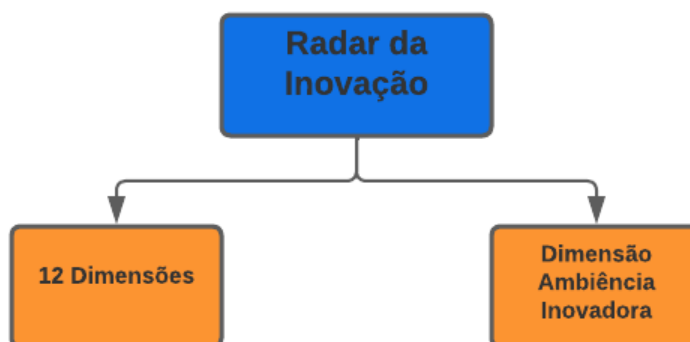 Radar da
Inovação
12 Dimensões
Dimensão
Ambiência
Inovadora